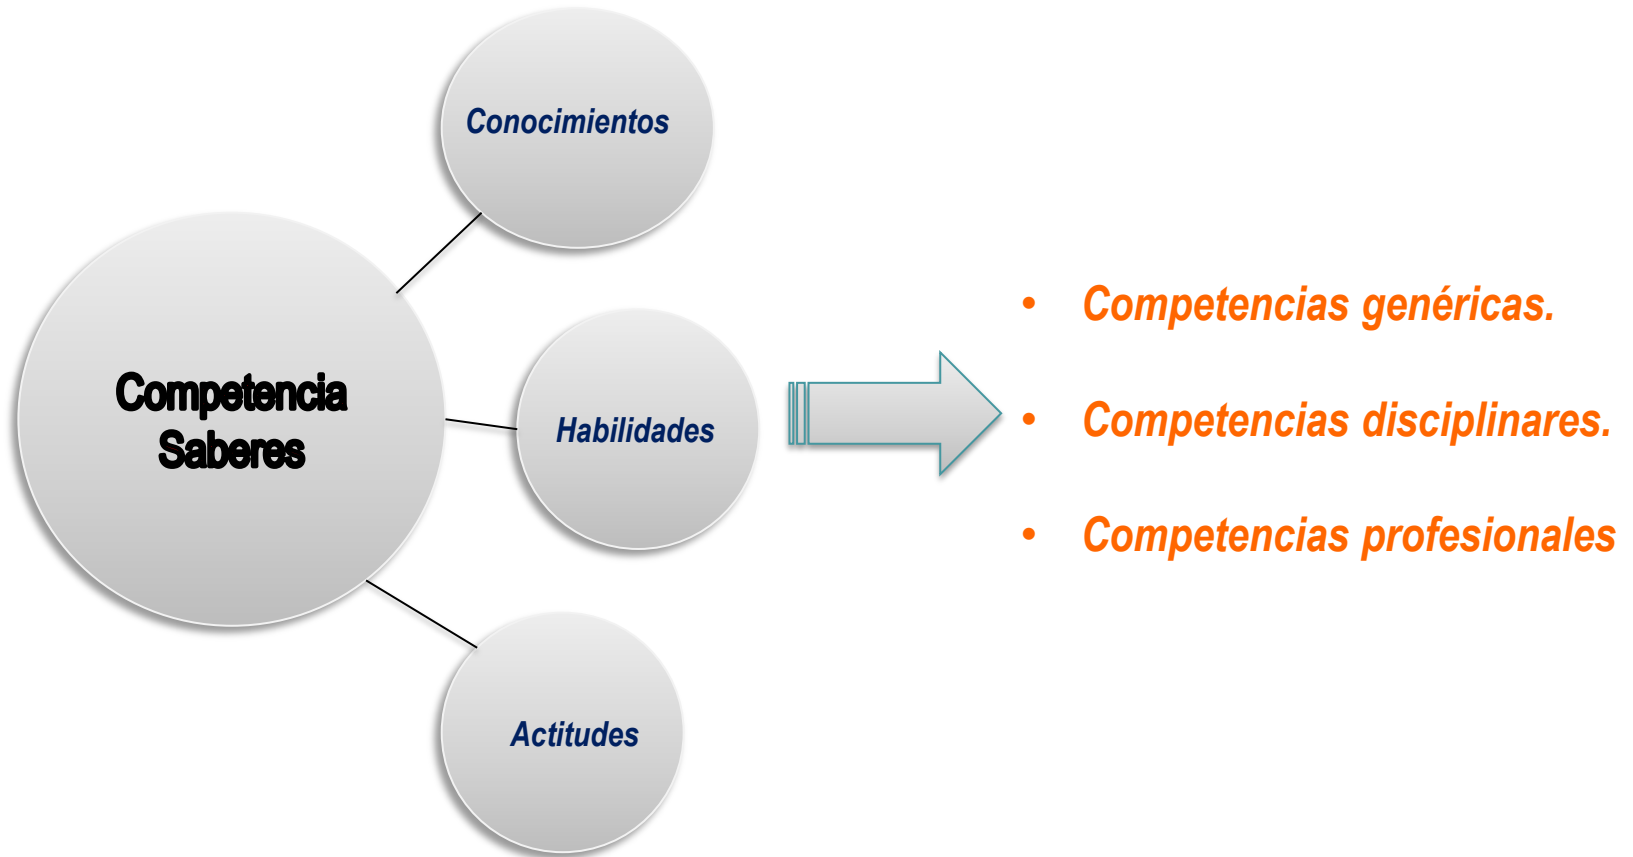 Conocimientos
Competencia
Saberes
Habilidades
Actitudes
• Competencias genéricas.
• Competencias disciplinares.
• Competencias profesionales